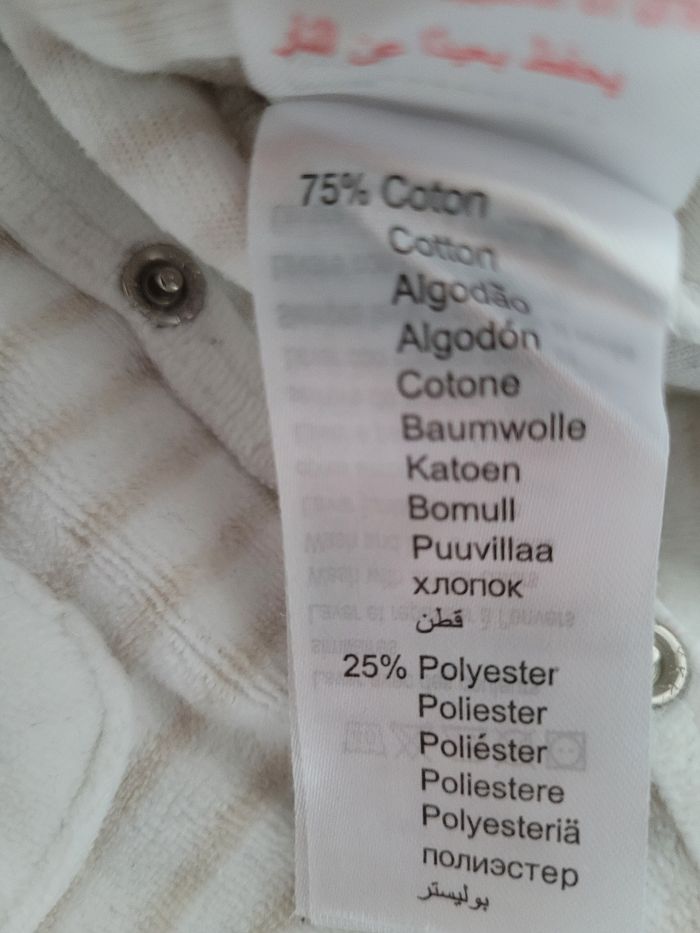 يحفظ بعيدًا عن النار
75% Coton
Cotton
Algodão
Algodón
Cotone
Baumwolle
Katoen
Bomull
Puuvillaa
хлопок
قطن
25% Polyester
Poliester
Poliéster
Poliestere
Polyesteriä
полиэстер
بوليستر